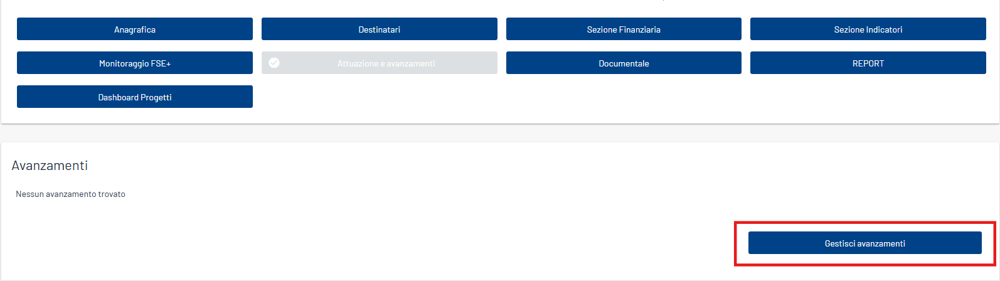 Anagrafica
Destinatari
Sezione Finanziaria
Sezione Indicatori
Monitoraggio FSE+
Attuazione e avanzamenti
Documentale
REPORT
Dashboard Progetti
Avanzamenti
Nessun avanzamento trovato
Gestisci avanzamenti